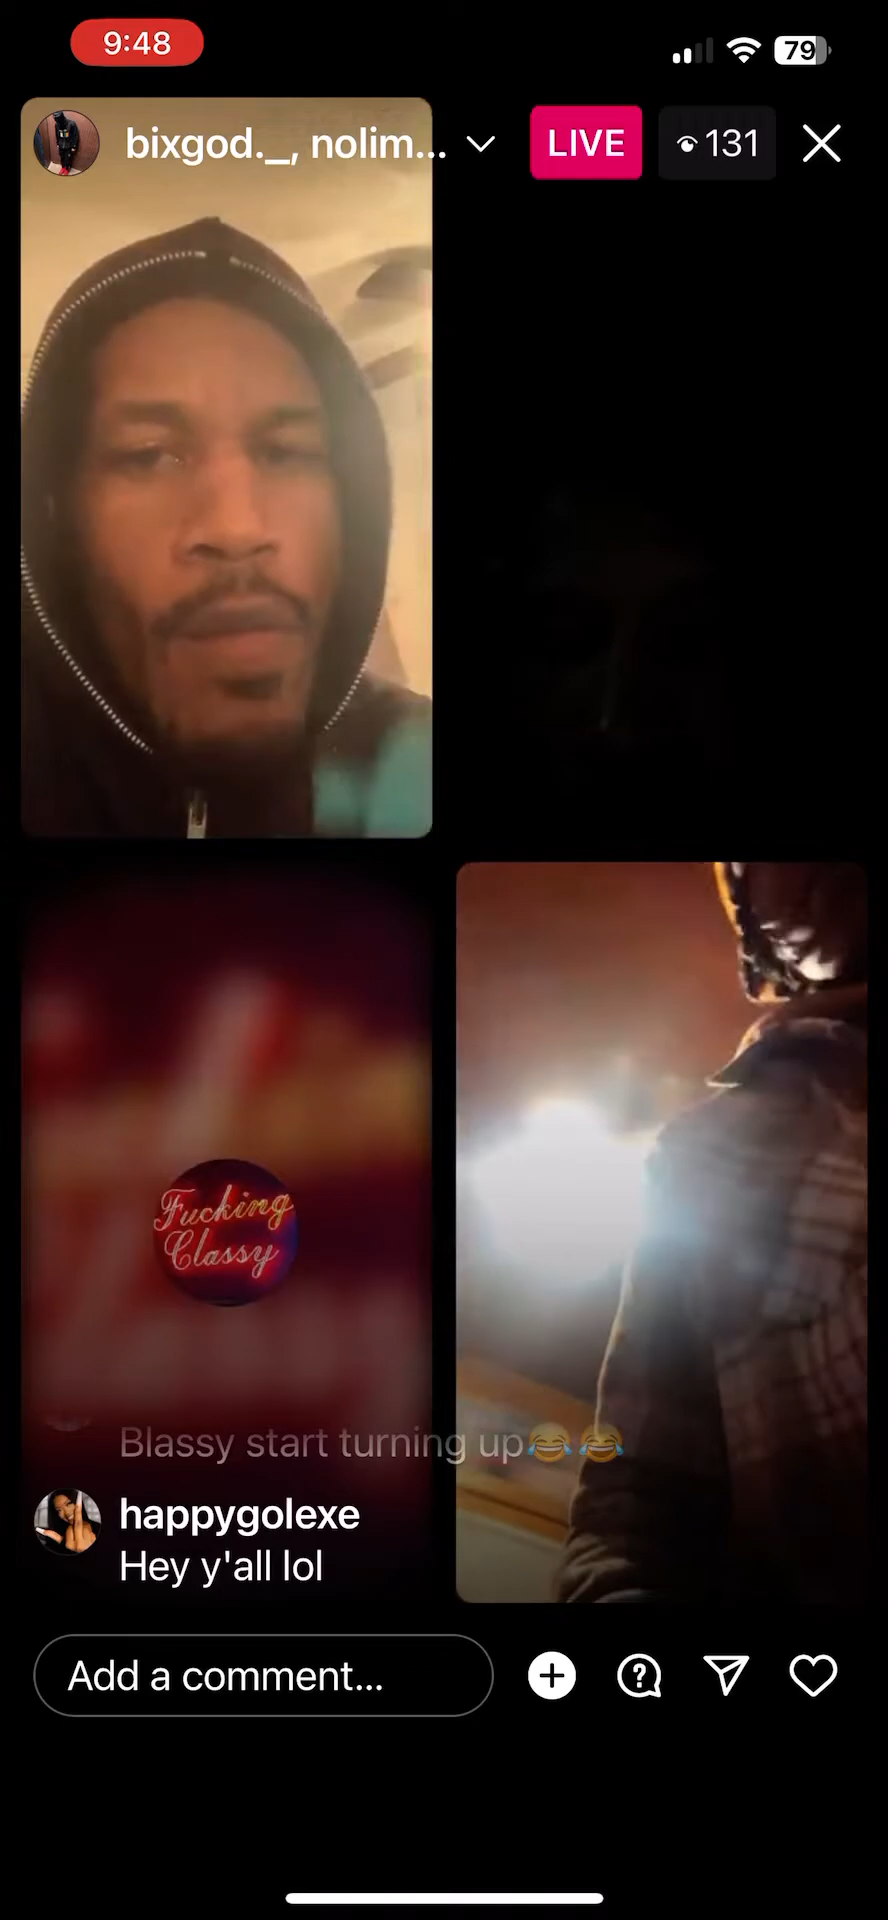 9:48
79
bixgod._, nolim...
LIVE
131
Fucking
Classy
Blassy start turning up😂😂
happygolexe
Hey y'all lol
Add a comment...